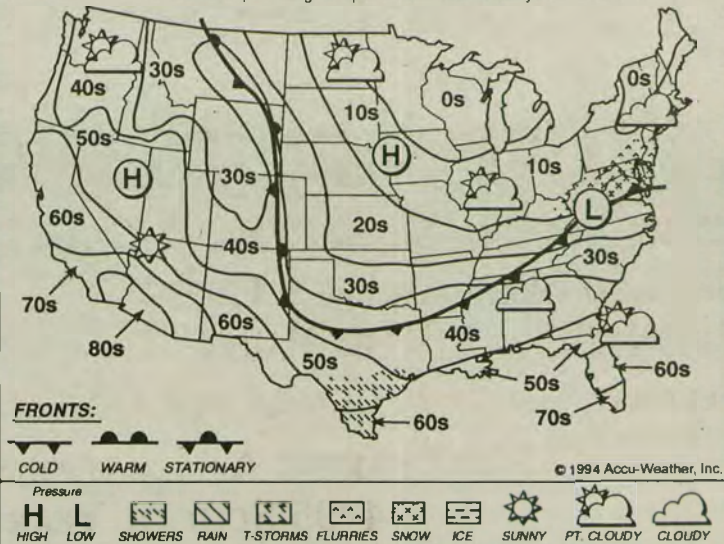 40s
30s
10s
0s
0s
50s
H
H
10s
30s
L
60s
20s
40s
30s
30s
70s
60s
40s
80s
50s
50s
60s
60s
70s
FRONTS:
COLD WARM STATIONARY
© 1994 Accu-Weather, Inc.
Pressure
H L
HIGH LOW SHOWERS RAIN T-STORMS FLURRIES SNOW ICE SUNNY PT. CLOUDY CLOUDY